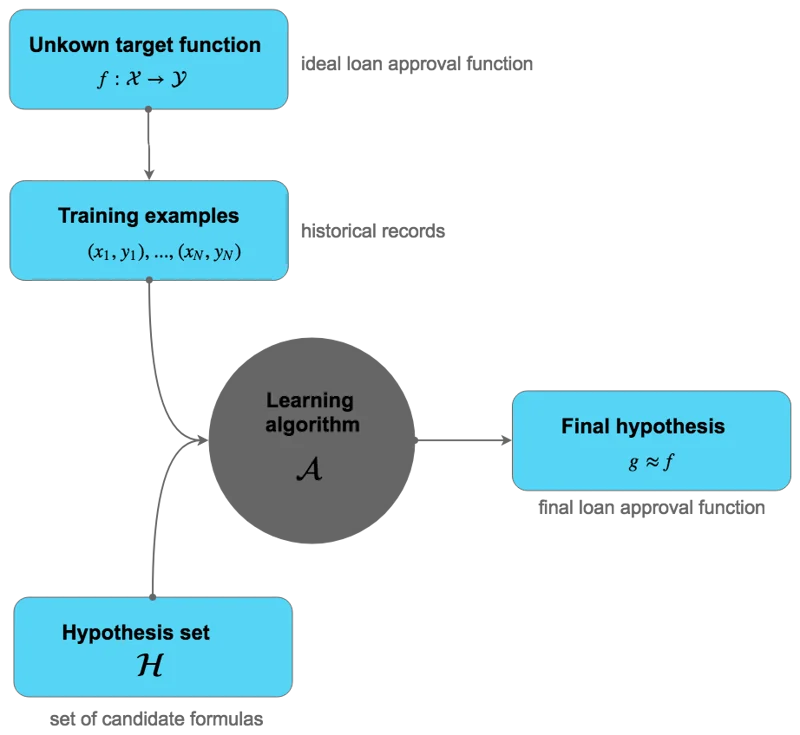 Unkown target function
f : 𝒳 → 𝒴
ideal loan approval function
Training examples
(x₁, y₁), ..., (x_N, y_N)
historical records
Learning
algorithm
𝒜
Final hypothesis
g ≈ f
final loan approval function
Hypothesis set
ℋ
set of candidate formulas